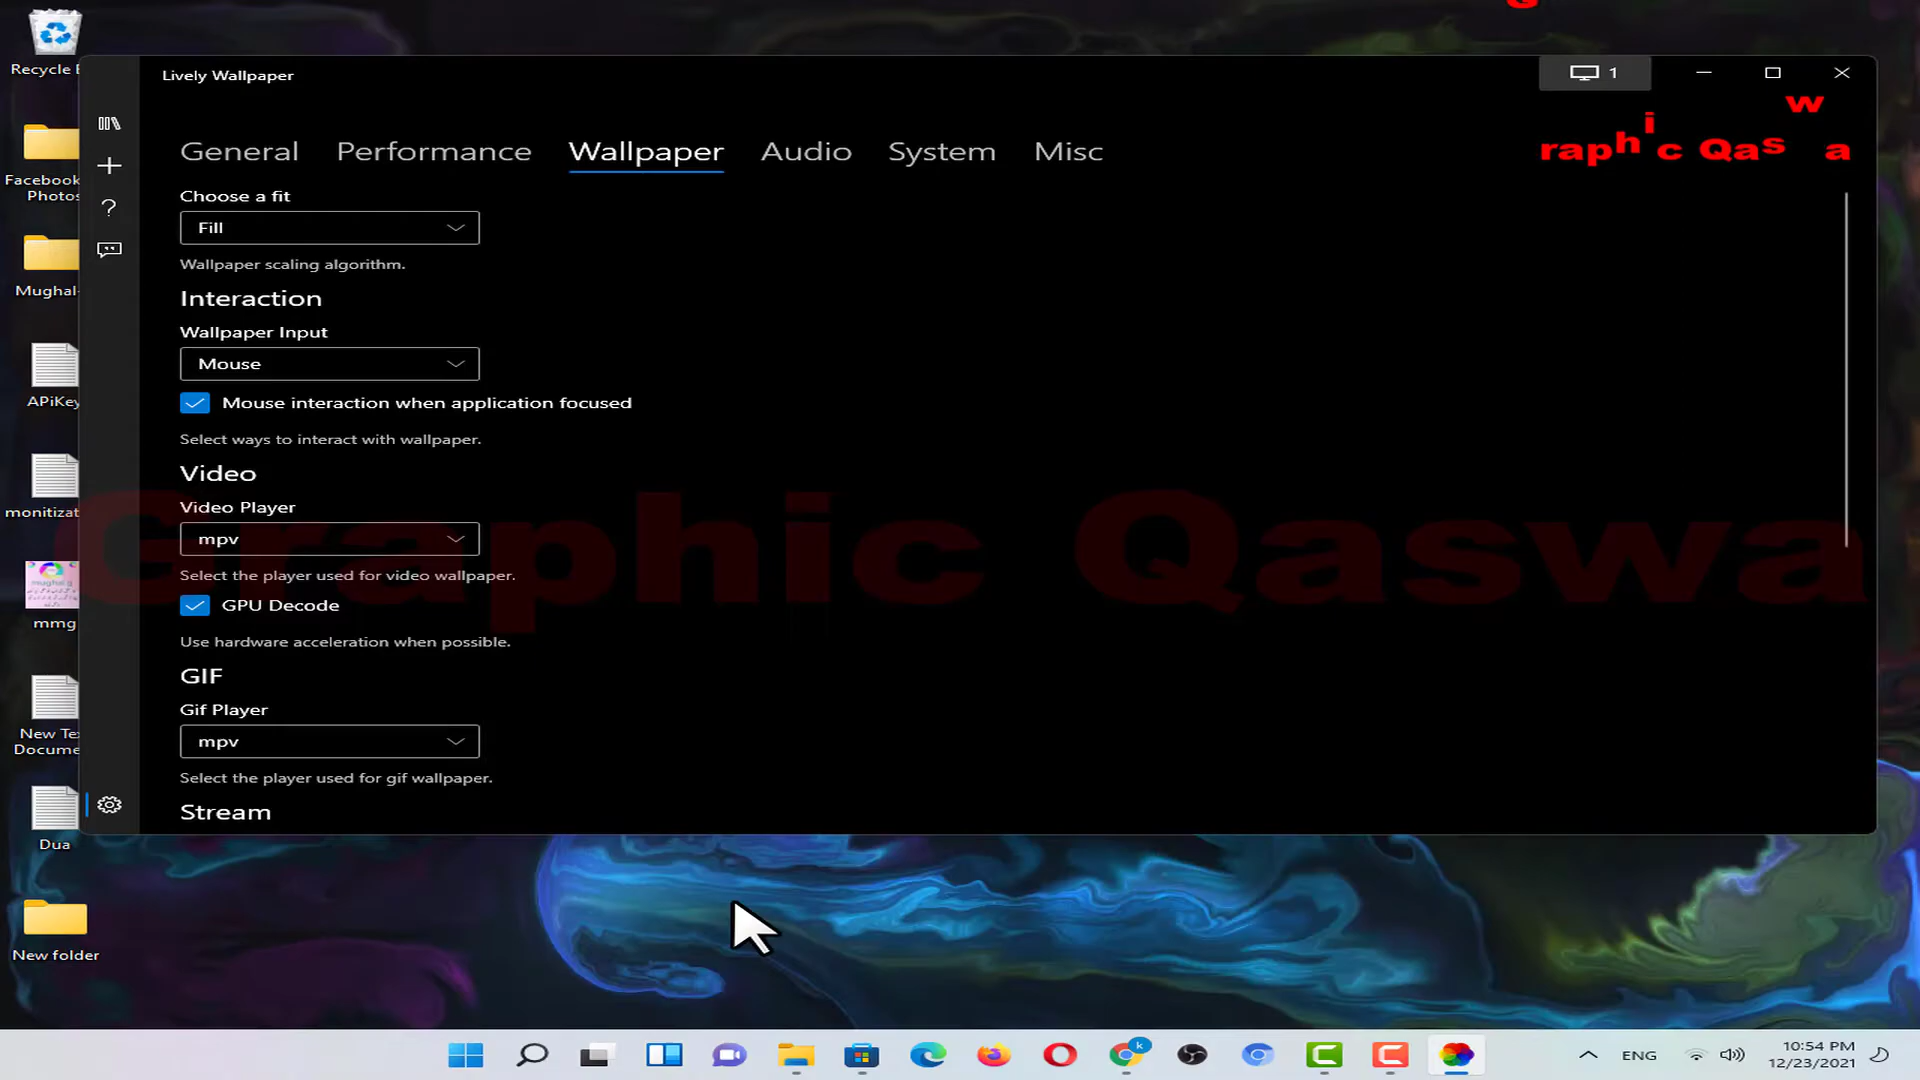 Recycle B
Facebook
Photos
Mughal-
APiKey
monitizat
mmg
New Te
Docume
Dua
New folder
Lively Wallpaper
1
General Performance Wallpaper Audio System Misc
G
raphic Qaswa
Choose a fit
Fill
Wallpaper scaling algorithm.
Interaction
Wallpaper Input
Mouse
Mouse interaction when application focused
Select ways to interact with wallpaper.
Video
Video Player
mpv
Select the player used for video wallpaper.
GPU Decode
Use hardware acceleration when possible.
GIF
Gif Player
mpv
Select the player used for gif wallpaper.
Stream
Graphic Qaswa
k
ENG
10:54 PM
12/23/2021